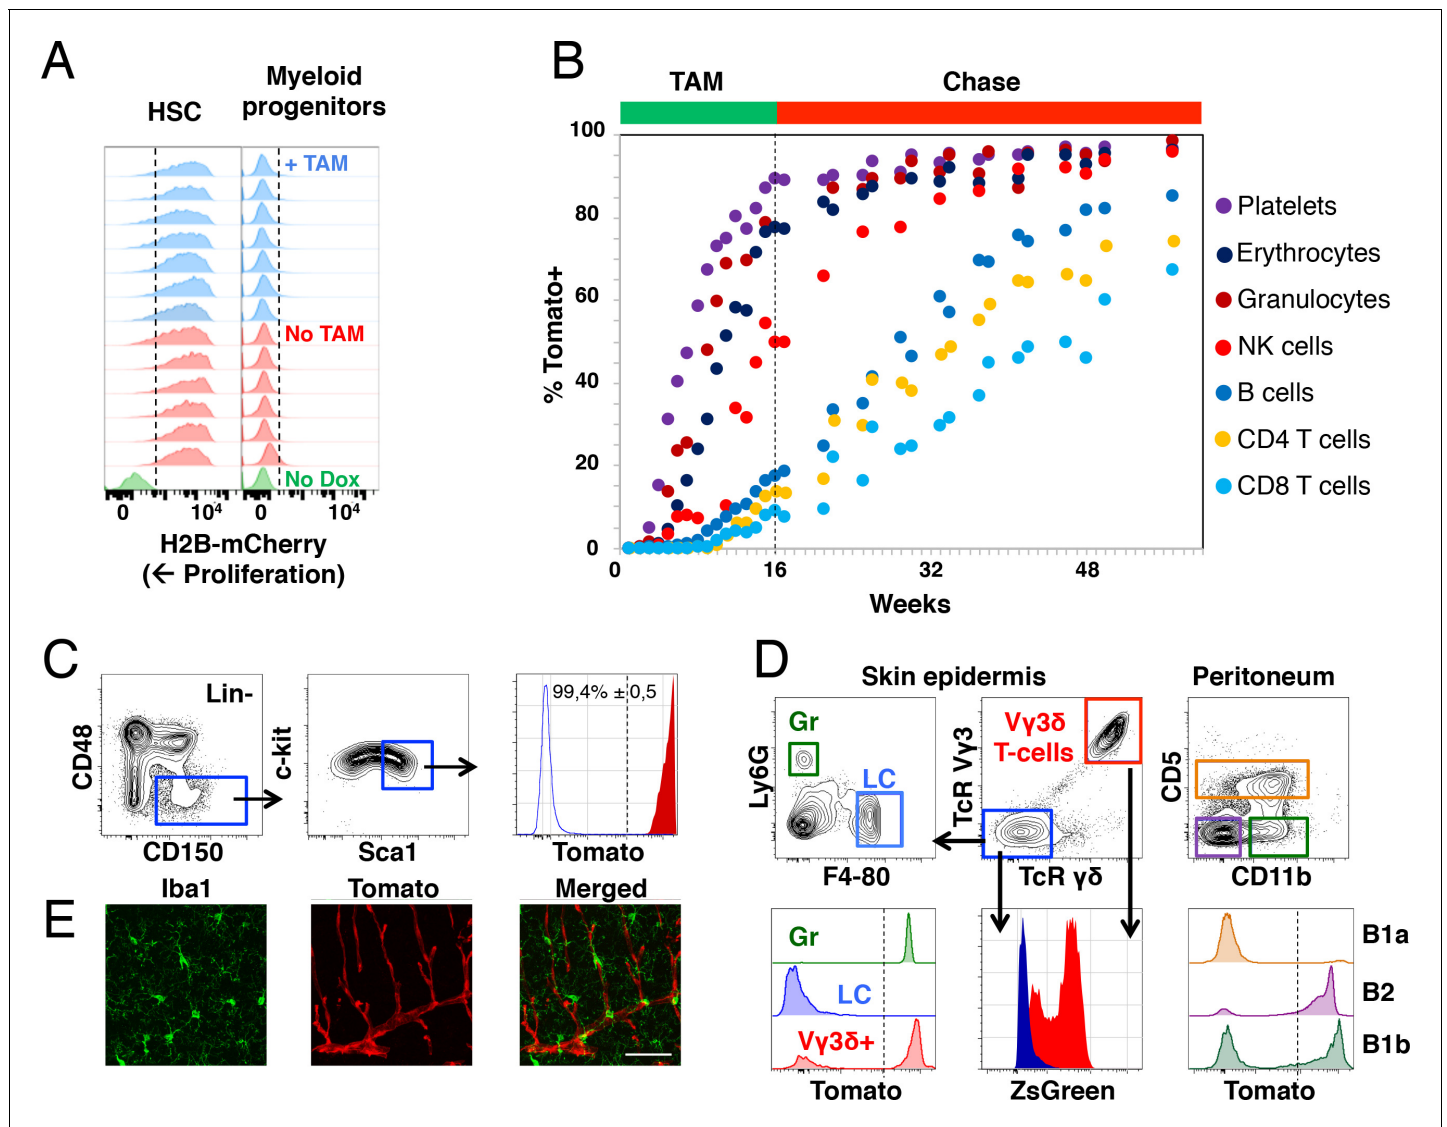 A
HSC
Myeloid
progenitors
+ TAM
No TAM
No Dox
0
10⁴
0
10⁴
H2B-mCherry
(← Proliferation)
B
TAM
Chase
100
80
60
40
20
0
% Tomato+
0
16
32
48
Weeks
Platelets
Erythrocytes
Granulocytes
NK cells
B cells
CD4 T cells
CD8 T cells
C
Lin-
CD48
CD150
c-kit
Sca1
99,4% ± 0,5
Tomato
D
Skin epidermis
Peritoneum
Gr
LC
Ly6G
F4-80
Vγ3δ
T-cells
TcR Vγ3
TcR γδ
CD5
CD11b
Gr
LC
Vγ3δ+
Tomato
ZsGreen
B1a
B2
B1b
Tomato
E
Iba1
Tomato
Merged